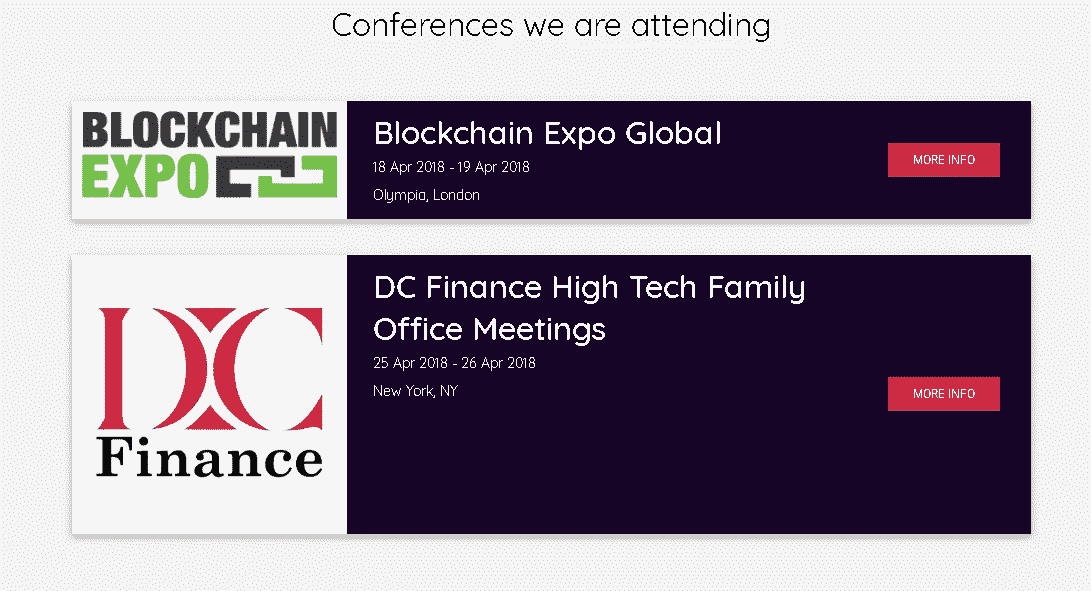 Conferences we are attending
BLOCKCHAIN
EXPO
Blockchain Expo Global
18 Apr 2018 - 19 Apr 2018
Olympia, London
MORE INFO
DC
Finance
DC Finance High Tech Family
Office Meetings
25 Apr 2018 - 26 Apr 2018
New York, NY
MORE INFO